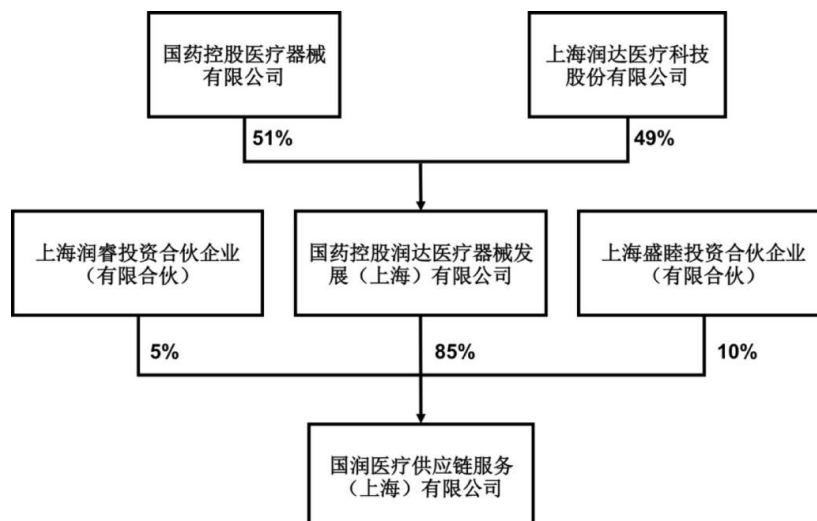 国药控股医疗器械
有限公司
上海润达医疗科技
股份有限公司
51%
49%
上海润睿投资合伙企业
（有限合伙）
国药控股润达医疗器械发
展（上海）有限公司
上海盛睦投资合伙企业
（有限合伙）
5%
85%
10%
国润医疗供应链服务
（上海）有限公司